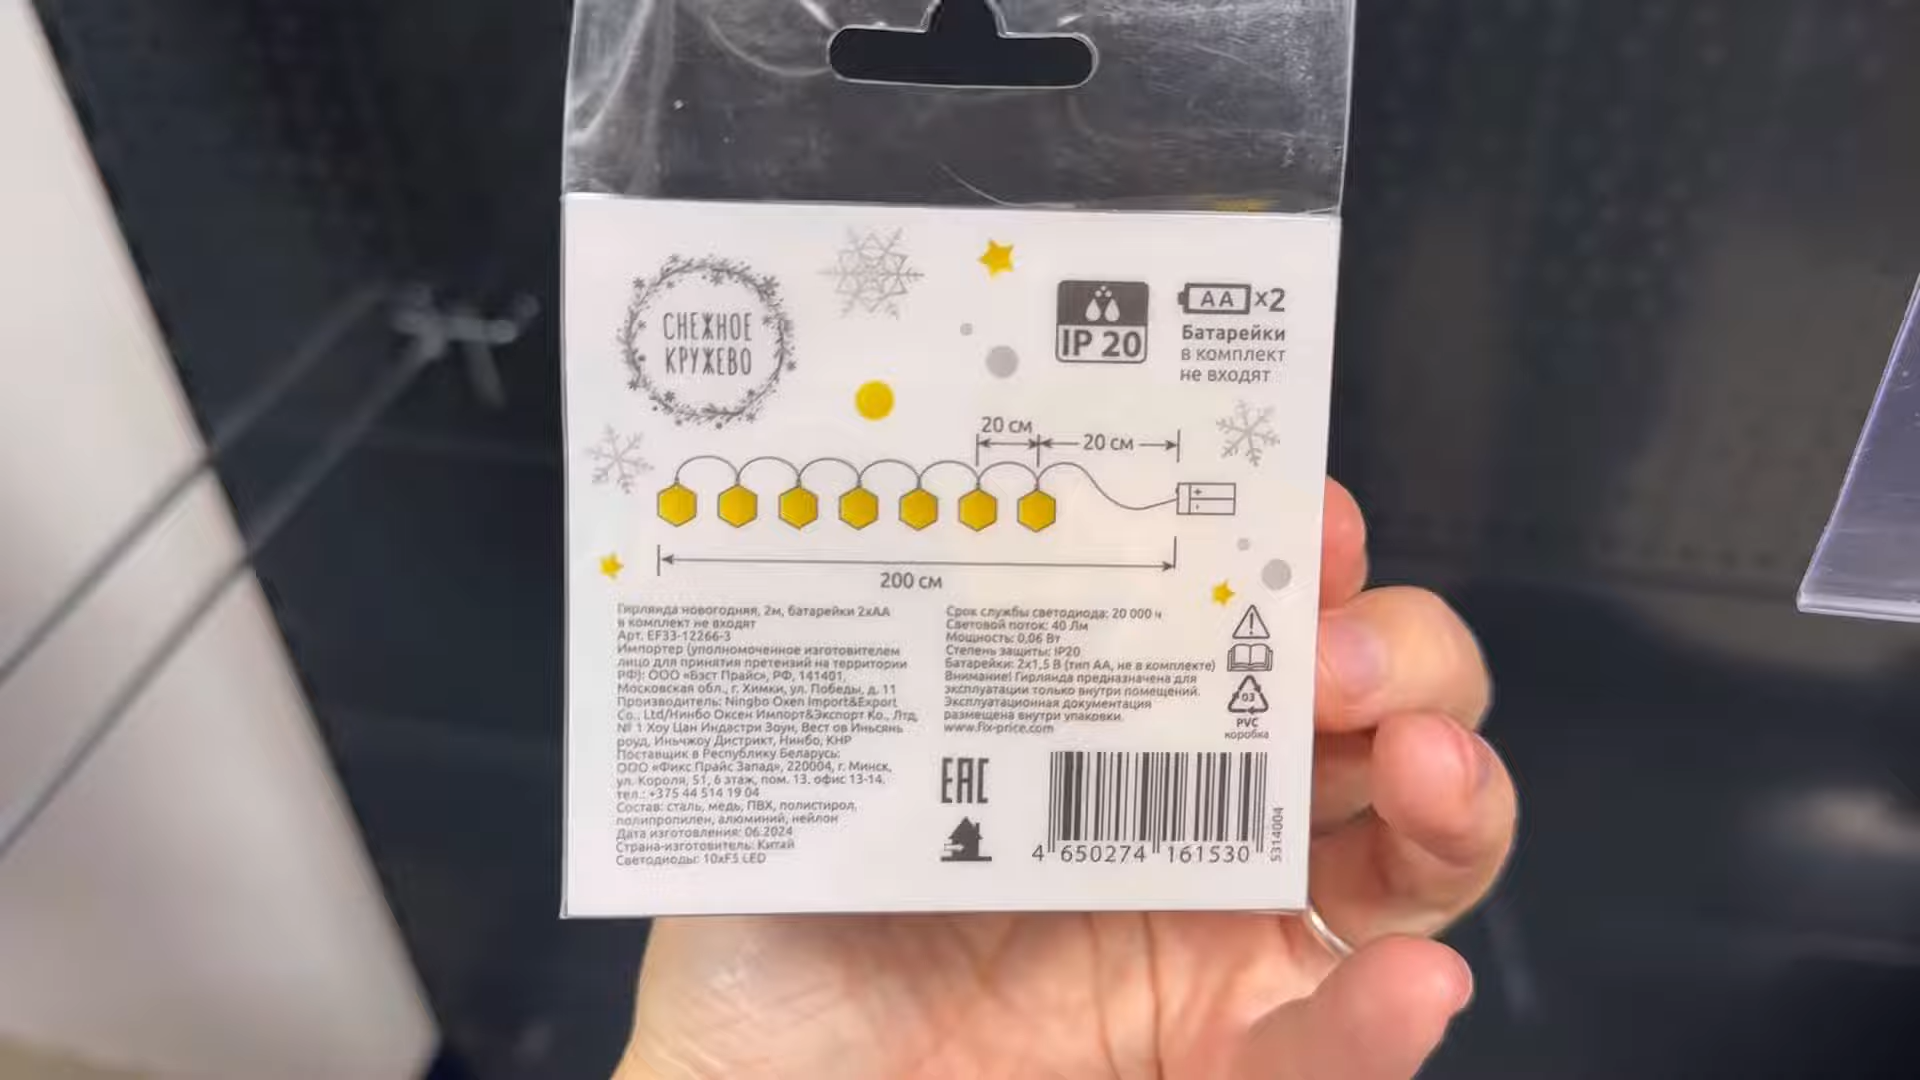 СНЕЖНОЕ
КРУЖЕВО
IP 20
AA x2
Батарейки
в комплект
не входят
20 см
20 см
200 см
Гирлянда новогодняя, 2м, батарейки 2хАА
в комплект не входят
Арт. EF33-12266-3
Импортер (уполномоченное изготовителем
лицо для принятия претензий на территории
РФ): ООО «Бэст Прайс», РФ, 141401,
Московская обл., г. Химки, ул. Победы, д. 11
Производитель: Ningbo Oxen Import&Export
Co., Ltd/Нинбо Оксен Импорт&Экспорт Ко., Лтд,
№ 1 Хоу Цан Индастри Зоун, Вест ов Иньсянь
роуд, Иньчжоу Дистрикт, Нинбо, КНР
Поставщик в Республику Беларусь:
ООО «Фикс Прайс Запад», 220004, г. Минск,
ул. Короля, 51, 6 этаж, пом. 13. офис 13-14.
тел.: +375 44 514 19 04
Состав: сталь, медь, ПВХ, полистирол,
полипропилен, алюминий, нейлон
Дата изготовления: 06.2024
Страна-изготовитель: Китай
Светодиоды: 10xF5 LED
Срок службы светодиода: 20 000 ч
Световой поток: 40 Лм
Мощность: 0,06 Вт
Степень защиты: IP20
Батарейки: 2х1,5 В (тип АА, не в комплекте)
Внимание! Гирлянда предназначена для
эксплуатации только внутри помещений.
Эксплуатационная документация
размещена внутри упаковки.
www.fix-price.com
03
PVC
коробка
EAC
4 650274 161530
5314004